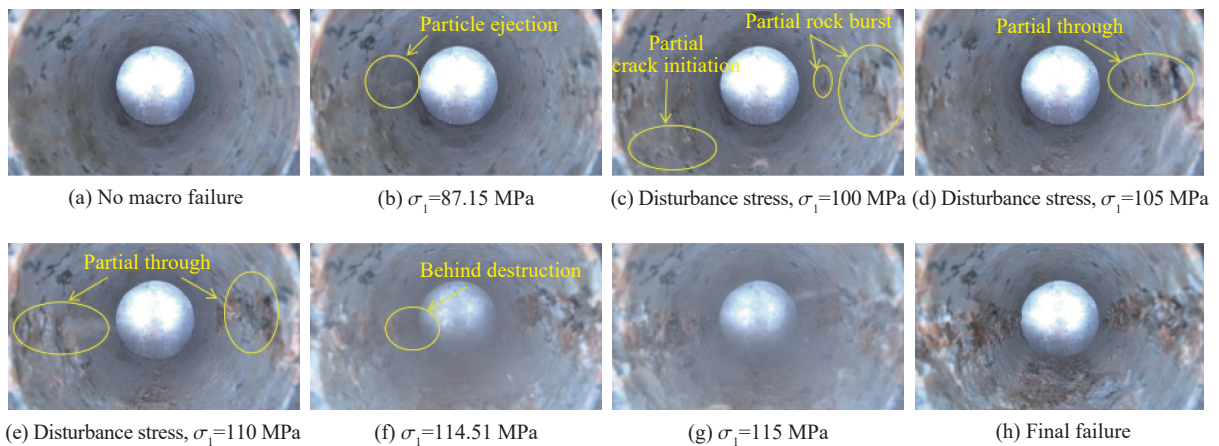 Particle ejection
Partial
crack initiation
Partial rock burst
Partial through
(a) No macro failure
(b) σ₁=87.15 MPa
(c) Disturbance stress, σ₁=100 MPa
(d) Disturbance stress, σ₁=105 MPa
Partial through
Behind destruction
(e) Disturbance stress, σ₁=110 MPa
(f) σ₁=114.51 MPa
(g) σ₁=115 MPa
(h) Final failure